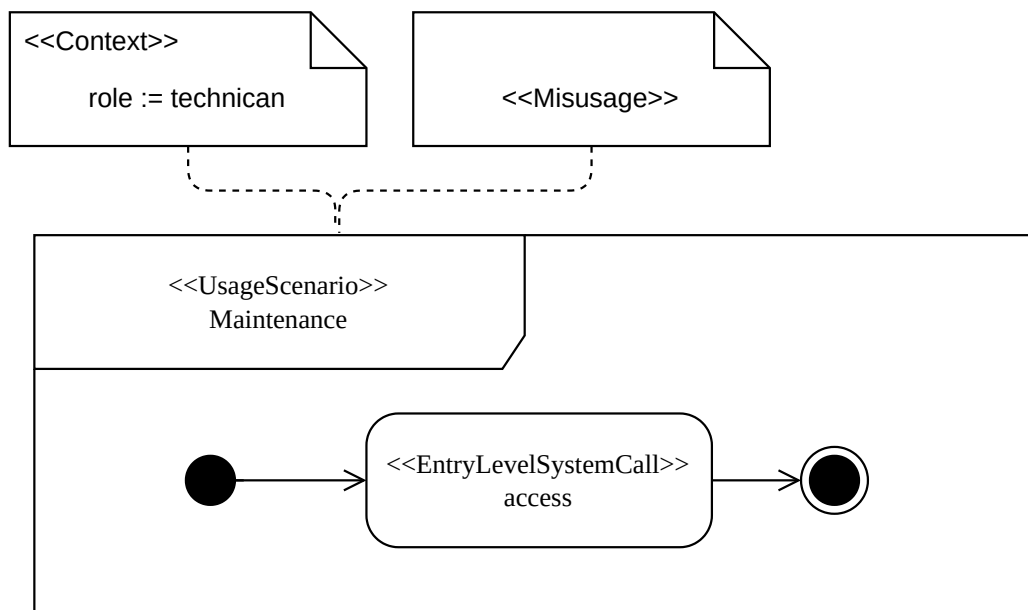 <<Context>>
role := technican
<<Misusage>>
<<UsageScenario>>
Maintenance
<<EntryLevelSystemCall>>
access